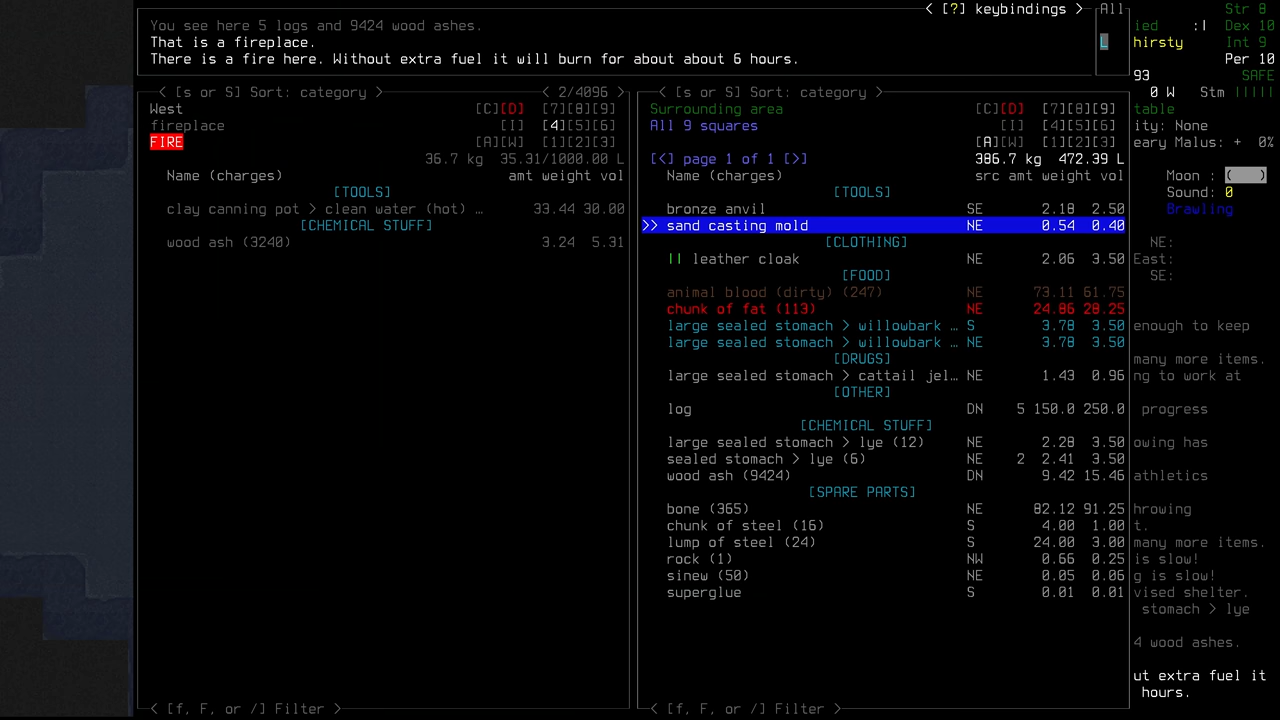 < [?] keybindings >
All
Str 8
You see here 5 logs and 9424 wood ashes.
ied :| Dex 10
That is a fireplace.
L
hirsty Int 9
There is a fire here. Without extra fuel it will burn for about about 6 hours.
Per 10
93 SAFE
< [s or S] Sort: category > < 2/4096 >
< [s or S] Sort: category >
0 W Stm |||||
West [C][D] [7][8][9]
Surrounding area [C][D] [7][8][9]
table
fireplace [I] [4][5][6]
All 9 squares [I] [4][5][6]
ity: None
FIRE [A][W] [1][2][3]
[A][W] [1][2][3]
eary Malus: + 0%
36.7 kg 35.31/1000.00 L
[<] page 1 of 1 [>] 386.7 kg 472.39 L
Name (charges) amt weight vol
Name (charges) src amt weight vol
Moon : ( )
[TOOLS]
[TOOLS]
Sound: 0
clay canning pot > clean water (hot) … 33.44 30.00
bronze anvil SE 2.18 2.50
Brawling
[CHEMICAL STUFF]
>> sand casting mold NE 0.54 0.40
wood ash (3240) 3.24 5.31
[CLOTHING]
NE:
|| leather cloak NE 2.06 3.50
East:
[FOOD]
SE:
animal blood (dirty) (247) NE 73.11 61.75
chunk of fat (113) NE 24.86 28.25
large sealed stomach > willowbark … S 3.78 3.50
enough to keep
large sealed stomach > willowbark … NE 3.78 3.50
[DRUGS]
many more items.
large sealed stomach > cattail jel… NE 1.43 0.96
ng to work at
[OTHER]
log DN 5 150.0 250.0
progress
[CHEMICAL STUFF]
large sealed stomach > lye (12) NE 2.28 3.50
owing has
sealed stomach > lye (6) NE 2 2.41 3.50
wood ash (9424) DN 9.42 15.46
athletics
[SPARE PARTS]
bone (365) NE 82.12 91.25
hrowing
chunk of steel (16) S 4.00 1.00
t.
lump of steel (24) S 24.00 3.00
many more items.
rock (1) NW 0.66 0.25
is slow!
sinew (50) NE 0.05 0.06
g is slow!
superglue S 0.01 0.01
vised shelter.
stomach > lye
4 wood ashes.
ut extra fuel it
hours.
< [f, F, or /] Filter >
< [f, F, or /] Filter >